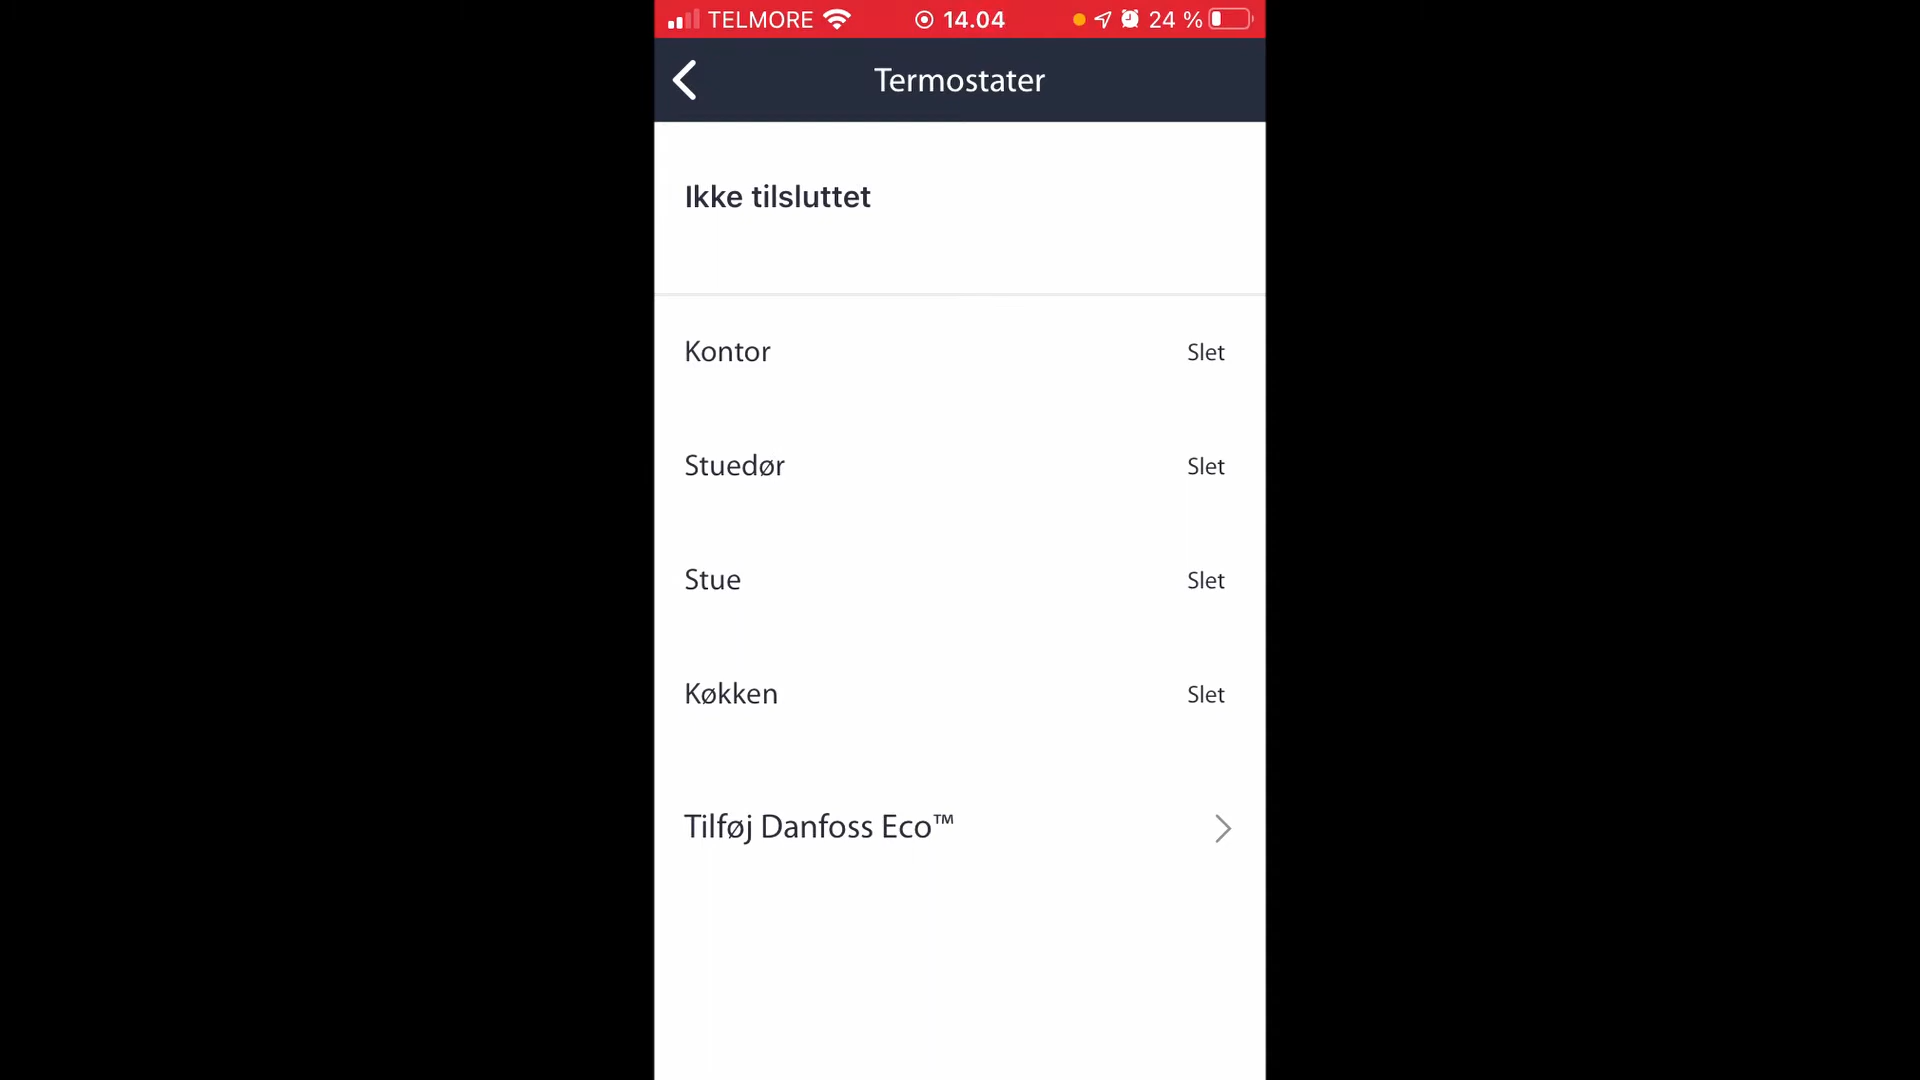 TELMORE 14.04 24 %
Termostater
Ikke tilsluttet
Kontor Slet
Stuedør Slet
Stue Slet
Køkken Slet
Tilføj Danfoss Eco™